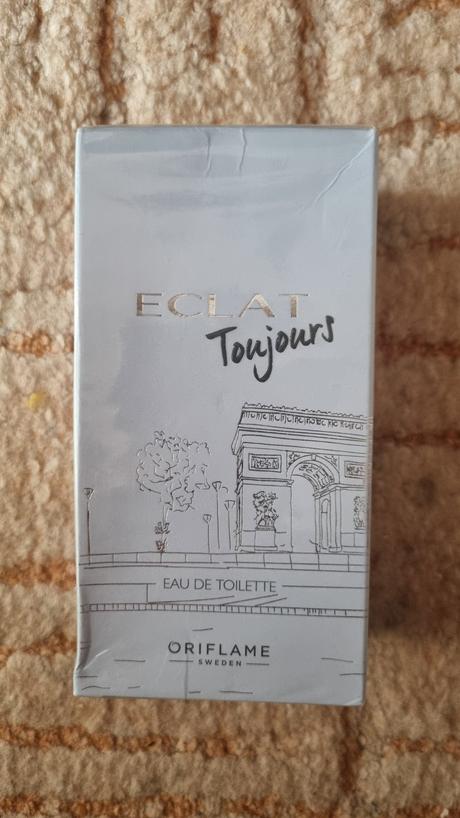 ECLAT
Toujours
EAU DE TOILETTE
ORIFLAME
SWEDEN